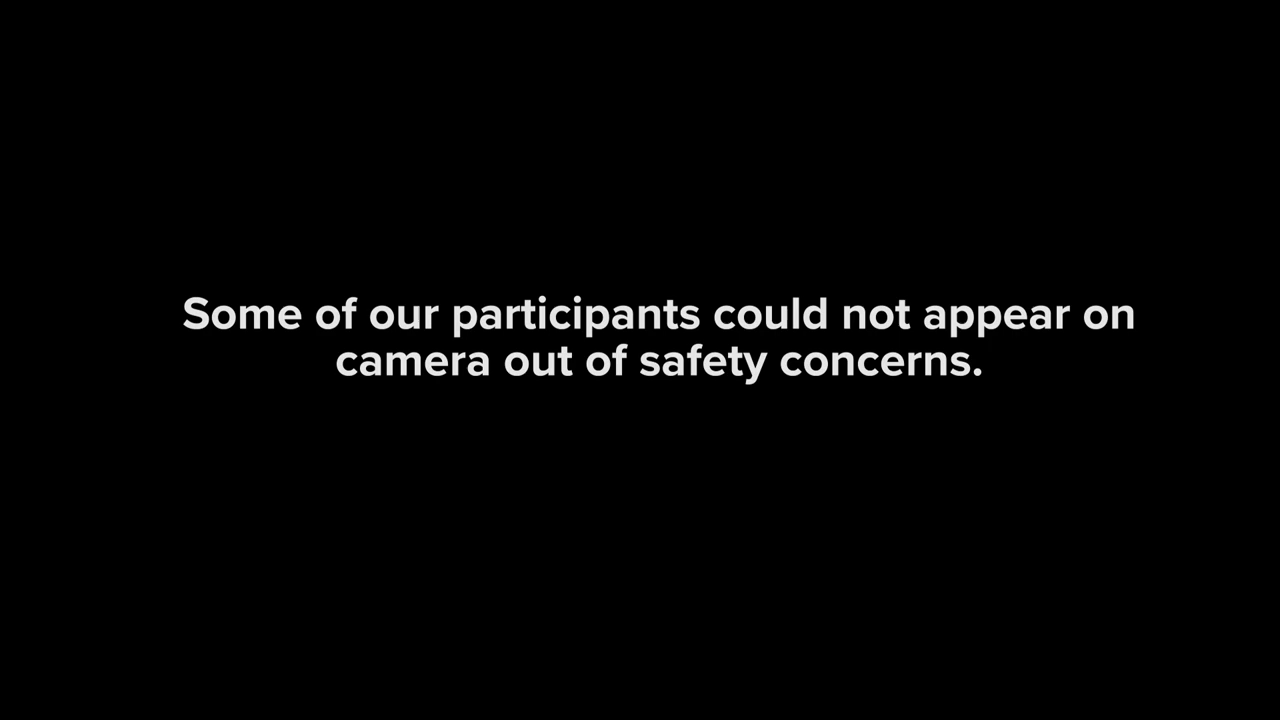 Some of our participants could not appear on
camera out of safety concerns.